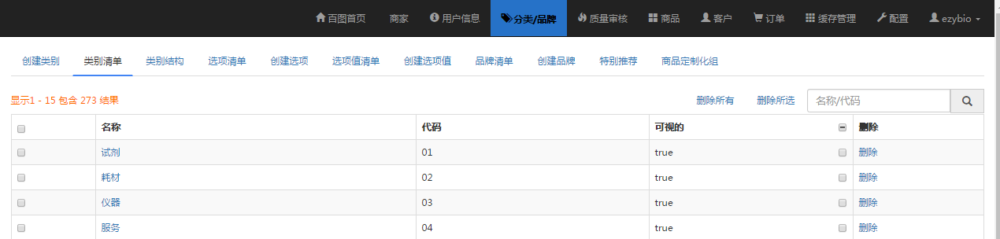 百图首页 商家 用户信息 分类/品牌 质量审核 商品 客户 订单 缓存管理 配置 ezybio
创建类别 类别清单 类别结构 选项清单 创建选项 选项值清单 创建选项值 品牌清单 创建品牌 特别推荐 商品定制化组
显示1 - 15 包含 273 结果 删除所有 删除所选 名称/代码
名称 代码 可视的 删除
试剂 01 true 删除
耗材 02 true 删除
仪器 03 true 删除
服务 04 true 删除